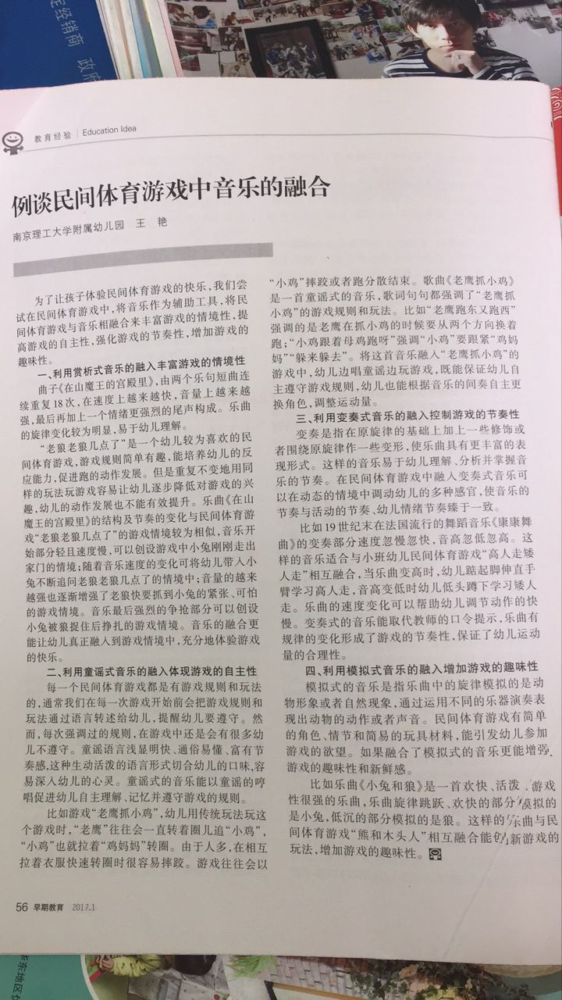 定经销商 政府
教育经验 | Education Idea
例谈民间体育游戏中音乐的融合
南京理工大学附属幼儿园 王 艳
为了让孩子体验民间体育游戏的快乐，我们尝
试在民间体育游戏中，将音乐作为辅助工具，将民
间体育游戏与音乐相融合来丰富游戏的情境性，提
高游戏的自主性，强化游戏的节奏性，增加游戏的
趣味性。
一、利用赏析式音乐的融入丰富游戏的情境性
曲子《在山魔王的宫殿里》，由两个乐句短曲连
续重复18次，在速度上越来越快，音量上越来越
强，最后再加上一个情绪更强烈的尾声构成。乐曲
的旋律变化较为明显，易于幼儿理解。
“老狼老狼几点了”是一个幼儿较为喜欢的民
间体育游戏，游戏规则简单有趣，能培养幼儿的反
应能力，促进跑的动作发展。但是重复不变地用同
样的玩法玩游戏容易让幼儿逐步降低对游戏的兴
趣，幼儿的动作发展也不能有效提升。乐曲《在山
魔王的宫殿里》的结构及节奏的变化与民间体育游
戏“老狼老狼几点了”的游戏情境较为相似，音乐开
始部分轻且速度慢，可以创设游戏中小兔刚刚走出
家门的情境；随着音乐速度的变化可将幼儿带入小
兔不断追问老狼老狼几点了的情境中；音量的越来
越强也逐渐增强了老狼快要抓到小兔的紧张、可怕
的游戏情境。音乐最后强烈的争抢部分可以创设
小兔被狼捉住后挣扎的游戏情境。音乐的融合更
能让幼儿真正融入到游戏情境中，充分地体验游戏
的快乐。
二、利用童谣式音乐的融入体现游戏的自主性
每一个民间体育游戏都是有游戏规则和玩法
的，通常我们在每一次游戏开始前会把游戏规则和
玩法通过语言转述给幼儿，提醒幼儿要遵守。然
而，每次强调过的规则，在游戏中还是会有很多幼
儿不遵守。童谣语言浅显明快、通俗易懂、富有节
奏感，这种生动活泼的语言形式切合幼儿的口味，容
易深入幼儿的心灵。童谣式的音乐能以童谣的哼
唱促进幼儿自主理解、记忆并遵守游戏的规则。
比如游戏“老鹰抓小鸡”，幼儿用传统玩法玩这
个游戏时，“老鹰”往往会一直转着圈儿追“小鸡”，
“小鸡”也就拉着“鸡妈妈”转圈。由于人多，在相互
拉着衣服快速转圈时很容易摔跤。游戏往往会以
“小鸡”摔跤或者跑分散结束。歌曲《老鹰抓小鸡》
是一首童谣式的音乐，歌词句句都强调了“老鹰抓
小鸡”的游戏规则和玩法。比如“老鹰跑东又跑西”
强调的是老鹰在抓小鸡的时候要从两个方向换着
跑；“小鸡跟着母鸡跑呀”强调“小鸡”要跟紧“鸡妈
妈”“躲来躲去”。将这首音乐融入“老鹰抓小鸡”的
游戏中，幼儿边唱童谣边玩游戏，既能保证幼儿自
主遵守游戏规则，幼儿也能根据音乐的间奏自主更
换角色，调整运动量。
三、利用变奏式音乐的融入控制游戏的节奏性
变奏是指在原旋律的基础上加上一些修饰或
者围绕原旋律作一些变形，使乐曲具有更丰富的表
现形式。这样的音乐易于幼儿理解、分析并掌握音
乐的节奏。在民间体育游戏中融入变奏式音乐可
以在动态的情境中调动幼儿的多种感官，使音乐的
节奏与活动的节奏、幼儿情绪节奏臻于一致。
比如19世纪末在法国流行的舞蹈音乐《康康舞
曲》的变奏部分速度忽慢忽快，音高忽低忽高。这
样的音乐适合与小班幼儿民间体育游戏“高人走矮
人走”相互融合，当乐曲变高时，幼儿踮起脚伸直手
臂学习高人走，音高变低时幼儿低头蹲下学习矮人
走。乐曲的速度变化可以帮助幼儿调节动作的快
慢。变奏式的音乐能取代教师的口令提示，乐曲有
规律的变化形成了游戏的节奏性，保证了幼儿运动
量的合理性。
四、利用模拟式音乐的融入增加游戏的趣味性
模拟式的音乐是指乐曲中的旋律模拟的是动
物形象或者自然现象，通过运用不同的乐器演奏表
现出动物的动作或者声音。民间体育游戏有简单
的角色、情节和简易的玩具材料，能引发幼儿参加
游戏的欲望。如果融合了模拟式的音乐更能增强
游戏的趣味性和新鲜感。
比如乐曲《小兔和狼》是一首欢快、活泼、游戏
性很强的乐曲，乐曲旋律跳跃、欢快的部分模拟的
是小兔，低沉的部分模拟的是狼。这样的乐曲与民
间体育游戏“熊和木头人”相互融合能创新游戏的
玩法，增加游戏的趣味性。
56 早期教育 2017.1
华东地区